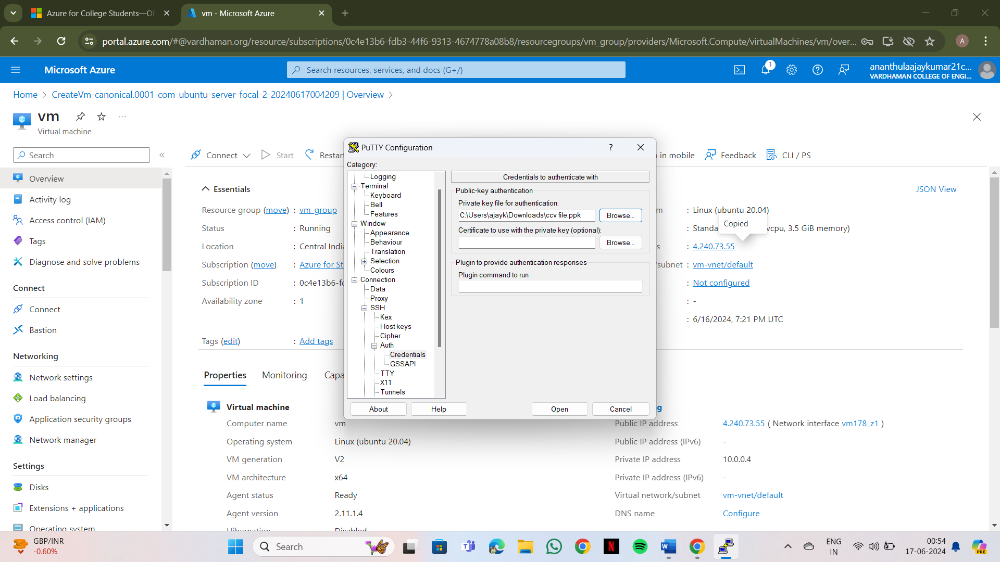 Azure for College Students—Of
vm - Microsoft Azure
portal.azure.com/#@vardhaman.org/resource/subscriptions/0c4e13b6-fdb3-44f6-9313-4674778a08b8/resourcegroups/vm_group/providers/Microsoft.Compute/virtualMachines/vm/over...
A
Microsoft Azure
Search resources, services, and docs (G+/)
1
ananthulaajaykumar21c...
VARDHAMAN COLLEGE OF ENGI...
Home > CreateVm-canonical.0001-com-ubuntu-server-focal-2-20240617004209 | Overview >
vm
Virtual machine
Search
Overview
Activity log
Access control (IAM)
Tags
Diagnose and solve problems
Connect
Connect
Bastion
Networking
Network settings
Load balancing
Application security groups
Network manager
Settings
Disks
Extensions + applications
Operating system
Connect
Start
Restart
in mobile
Feedback
CLI / PS
Essentials
JSON View
Resource group (move) : vm_group
Status : Running
Location : Central India
Subscription (move) : Azure for St
Subscription ID : 0c4e13b6-fd
Availability zone : 1
Tags (edit) : Add tags
m : Linux (ubuntu 20.04)
Copied
: Standa vcpu, 3.5 GiB memory)
s : 4.240.73.55
/subnet : vm-vnet/default
: Not configured
: -
: 6/16/2024, 7:21 PM UTC
PuTTY Configuration
?
Category:
Logging
Terminal
Keyboard
Bell
Features
Window
Appearance
Behaviour
Translation
Selection
Colours
Connection
Data
Proxy
SSH
Kex
Host keys
Cipher
Auth
Credentials
GSSAPI
TTY
X11
Tunnels
Credentials to authenticate with
Public-key authentication
Private key file for authentication:
C:\Users\ajayk\Downloads\ccv file.ppk
Browse...
Certificate to use with the private key (optional):
Browse...
Plugin to provide authentication responses
Plugin command to run
About
Help
Open
Cancel
Properties
Monitoring
Capa
Virtual machine
Computer name vm
Operating system Linux (ubuntu 20.04)
VM generation V2
VM architecture x64
Agent status Ready
Agent version 2.11.1.4
Hibernation Disabled
g
Public IP address 4.240.73.55 ( Network interface vm178_z1 )
Public IP address (IPv6) -
Private IP address 10.0.0.4
Private IP address (IPv6) -
Virtual network/subnet vm-vnet/default
DNS name Configure
GBP/INR
-0.60%
Search
ENG
IN
00:54
17-06-2024
PRE